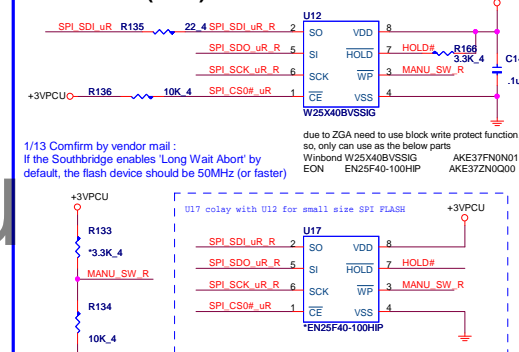 U12
SPI_SDI_uR R135 22_4 SPI_SDI_uR_R 2 SO VDD 8
SPI_SDO_uR_R 5 SI HOLD 7 HOLD# R166
3.3K_4
SPI_SCK_uR_R 6 SCK WP 3 MANU_SW_R
+3VPCU R136 10K_4 SPI_CS0#_uR 1 CE VSS 4
.1u
W25X40BVSSIG
due to ZGA need to use block write protect function
so, only can use as the below parts
Winbond W25X40BVSSIG AKE37FN0N01
EON EN25F40-100HIP AKE37ZN0Q00
1/13 Comfirm by vendor mail :
If the Southbridge enables 'Long Wait Abort' by
default, the flash device should be 50MHz (or faster)
+3VPCU
R133
*3.3K_4
MANU_SW_R
R134
10K_4
U17 colay with U12 for small size SPI FLASH
+3VPCU
U17
SPI_SDI_uR_R 2 SO VDD 8
SPI_SDO_uR_R 5 SI HOLD 7 HOLD#
SPI_SCK_uR_R 6 SCK WP 3 MANU_SW_R
SPI_CS0#_uR 1 CE VSS 4
*EN25F40-100HIP